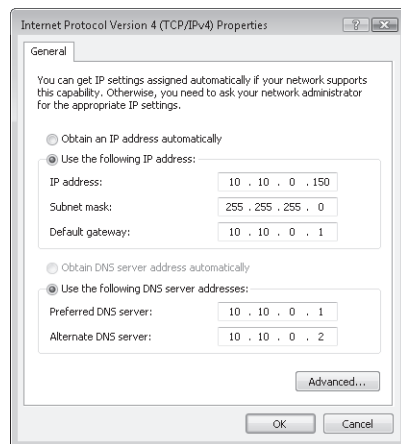 Internet Protocol Version 4 (TCP/IPv4) Properties
General
You can get IP settings assigned automatically if your network supports
this capability. Otherwise, you need to ask your network administrator
for the appropriate IP settings.
Obtain an IP address automatically
Use the following IP address:
IP address: 10 . 10 . 0 . 150
Subnet mask: 255 . 255 . 255 . 0
Default gateway: 10 . 10 . 0 . 1
Obtain DNS server address automatically
Use the following DNS server addresses:
Preferred DNS server: 10 . 10 . 0 . 1
Alternate DNS server: 10 . 10 . 0 . 2
Advanced...
OK Cancel